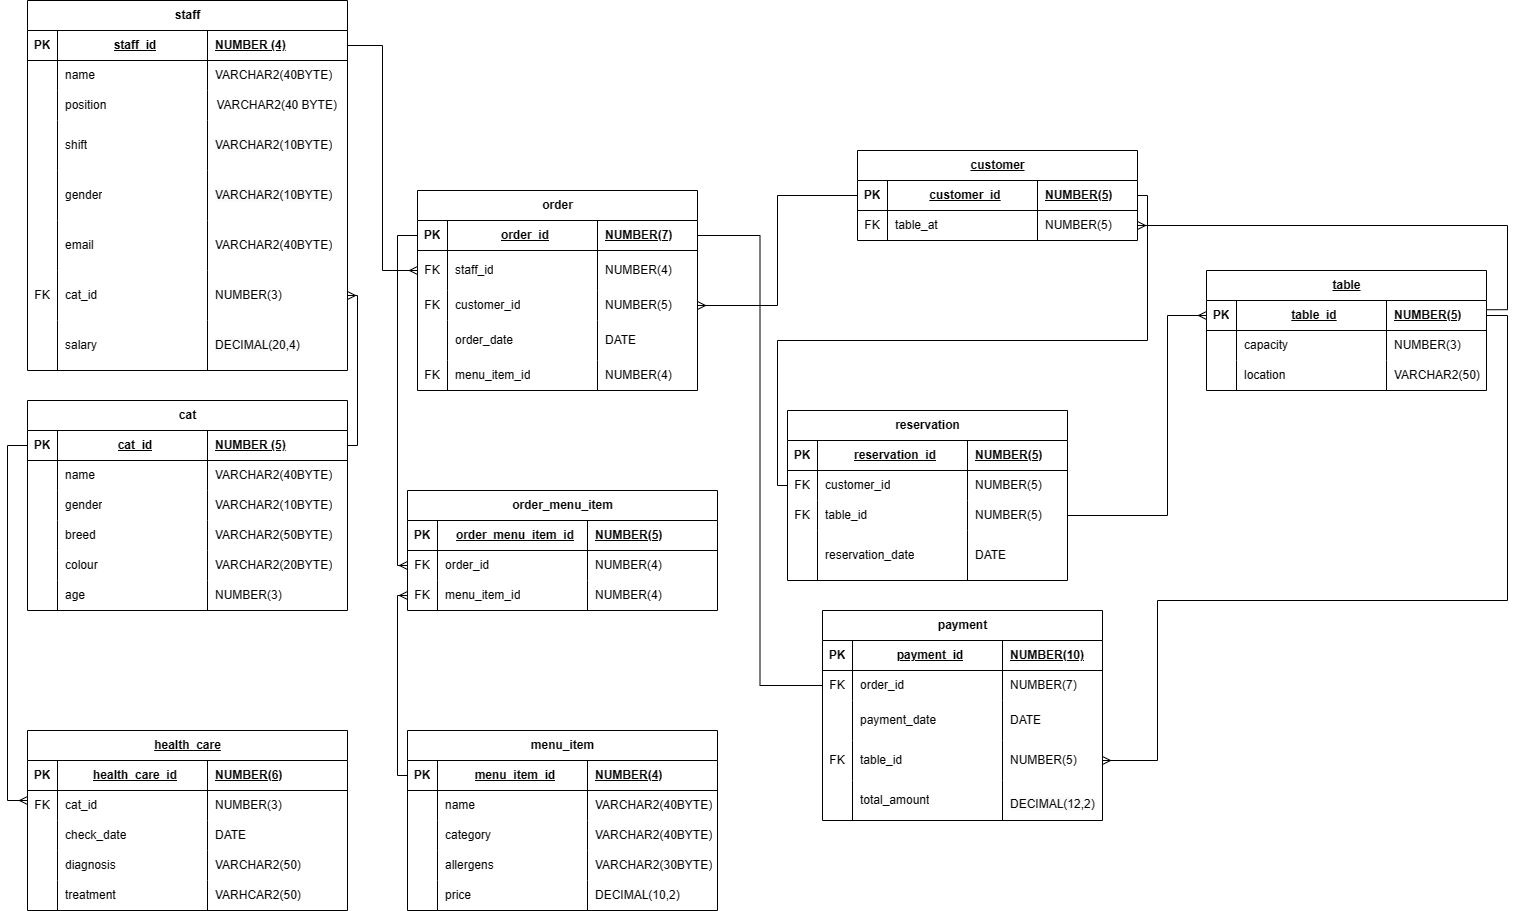 staff
PK staff_id NUMBER (4)
name VARCHAR2(40BYTE)
position VARCHAR2(40 BYTE)
shift VARCHAR2(10BYTE)
gender VARCHAR2(10BYTE)
email VARCHAR2(40BYTE)
FK cat_id NUMBER(3)
salary DECIMAL(20,4)
cat
PK cat_id NUMBER (5)
name VARCHAR2(40BYTE)
gender VARCHAR2(10BYTE)
breed VARCHAR2(50BYTE)
colour VARCHAR2(20BYTE)
age NUMBER(3)
health_care
PK health_care_id NUMBER(6)
FK cat_id NUMBER(3)
check_date DATE
diagnosis VARCHAR2(50)
treatment VARHCAR2(50)
order
PK order_id NUMBER(7)
FK staff_id NUMBER(4)
FK customer_id NUMBER(5)
order_date DATE
FK menu_item_id NUMBER(4)
order_menu_item
PK order_menu_item_id NUMBER(5)
FK order_id NUMBER(4)
FK menu_item_id NUMBER(4)
menu_item
PK menu_item_id NUMBER(4)
name VARCHAR2(40BYTE)
category VARCHAR2(40BYTE)
allergens VARCHAR2(30BYTE)
price DECIMAL(10,2)
customer
PK customer_id NUMBER(5)
FK table_at NUMBER(5)
table
PK table_id NUMBER(5)
capacity NUMBER(3)
location VARCHAR2(50)
reservation
PK reservation_id NUMBER(5)
FK customer_id NUMBER(5)
FK table_id NUMBER(5)
reservation_date DATE
payment
PK payment_id NUMBER(10)
FK order_id NUMBER(7)
payment_date DATE
FK table_id NUMBER(5)
total_amount DECIMAL(12,2)